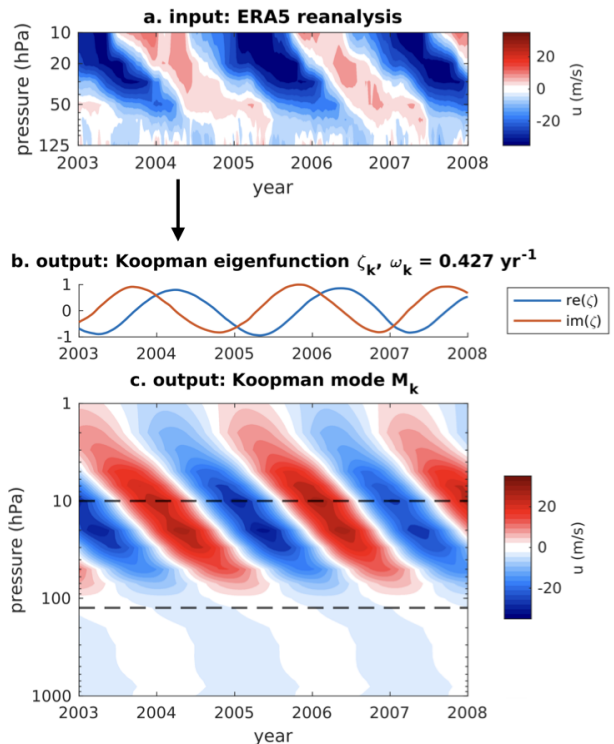 a. input: ERA5 reanalysis
pressure (hPa)
10
20
50
125
2003 2004 2005 2006 2007 2008
year
20
0
-20
u (m/s)
b. output: Koopman eigenfunction ζk, ωk = 0.427 yr-1
1
0
-1
2003 2004 2005 2006 2007 2008
re(ζ)
im(ζ)
c. output: Koopman mode Mk
pressure (hPa)
1
10
100
1000
2003 2004 2005 2006 2007 2008
year
20
0
-20
u (m/s)